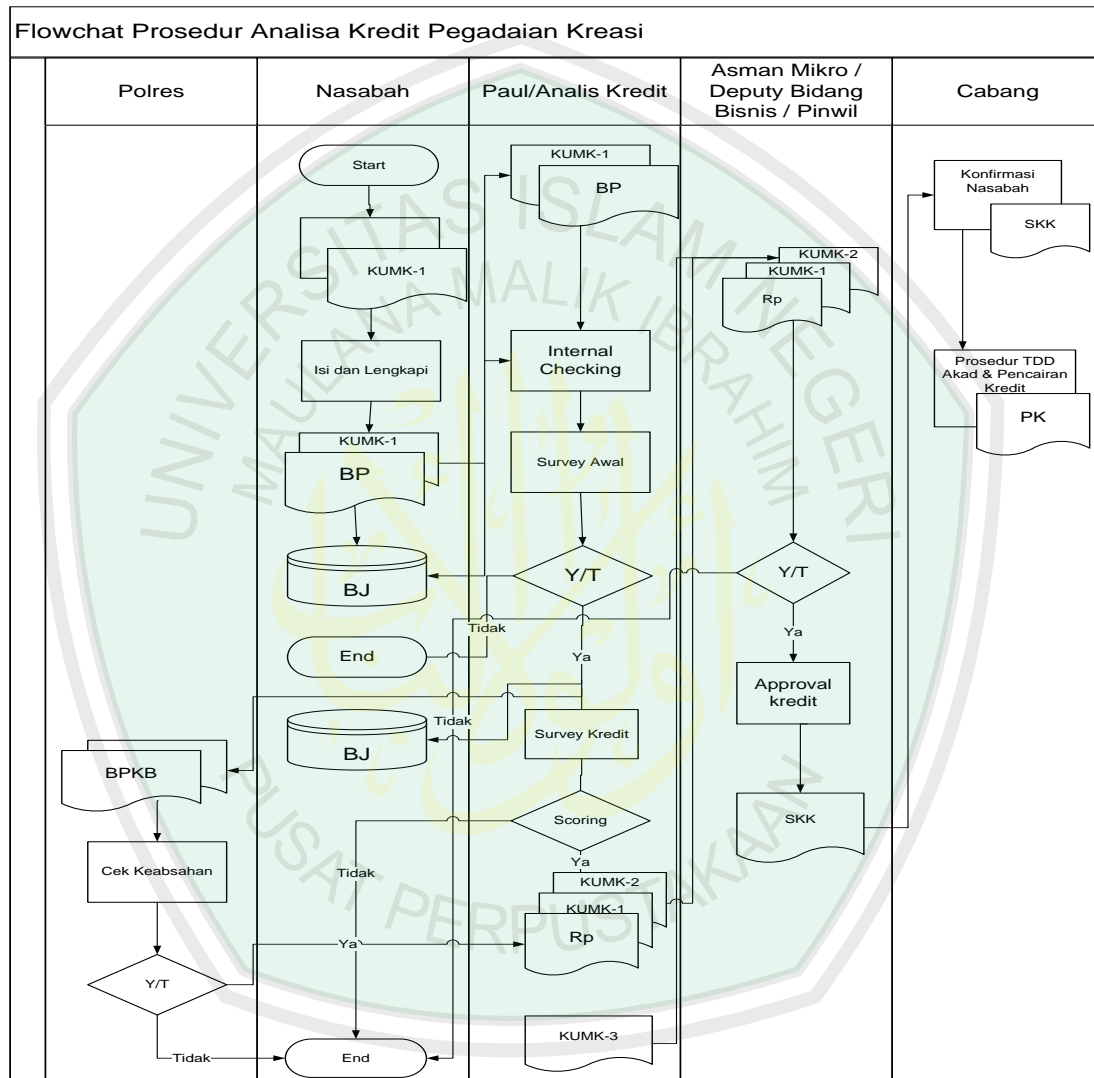 Flowchat Prosedur Analisa Kredit Pegadaian Kreasi
Polres
Nasabah
Paul/Analis Kredit
Asman Mikro /
Deputy Bidang
Bisnis / Pinwil
Cabang
Start
KUMK-1
Isi dan Lengkapi
KUMK-1
BP
BJ
End
BJ
End
KUMK-1
BP
Internal
Checking
Survey Awal
Y/T
Tidak
Ya
Tidak
Survey Kredit
Scoring
Tidak
Ya
KUMK-2
KUMK-1
Rp
KUMK-3
BPKB
Cek Keabsahan
Y/T
Ya
Tidak
KUMK-2
KUMK-1
Rp
Y/T
Ya
Approval
kredit
SKK
Konfirmasi
Nasabah
SKK
Prosedur TDD
Akad & Pencairan
Kredit
PK
UNIVERSITAS ISLAM NEGERI
MAULANA MALIK IBRAHIM
PUSAT PERPUSTAKAAN